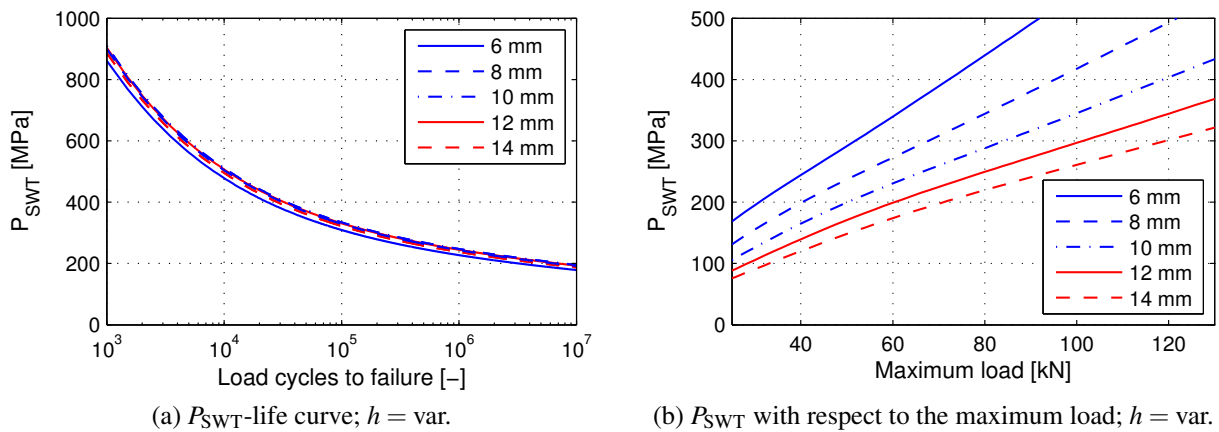 1000
800
600
400
200
0
P_SWT [MPa]
6 mm
8 mm
10 mm
12 mm
14 mm
10^3
10^4
10^5
10^6
10^7
Load cycles to failure [−]
(a) P_SWT-life curve; h = var.
500
400
300
200
100
0
P_SWT [MPa]
6 mm
8 mm
10 mm
12 mm
14 mm
40
60
80
100
120
Maximum load [kN]
(b) P_SWT with respect to the maximum load; h = var.